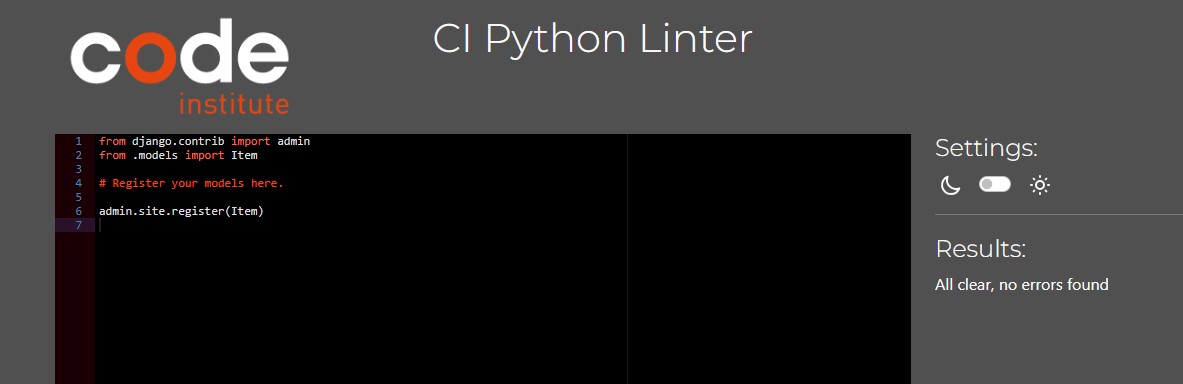 code
institute
CI Python Linter
1 from django.contrib import admin
2 from .models import Item
3
4 # Register your models here.
5
6 admin.site.register(Item)
7
Settings:
Results:
All clear, no errors found